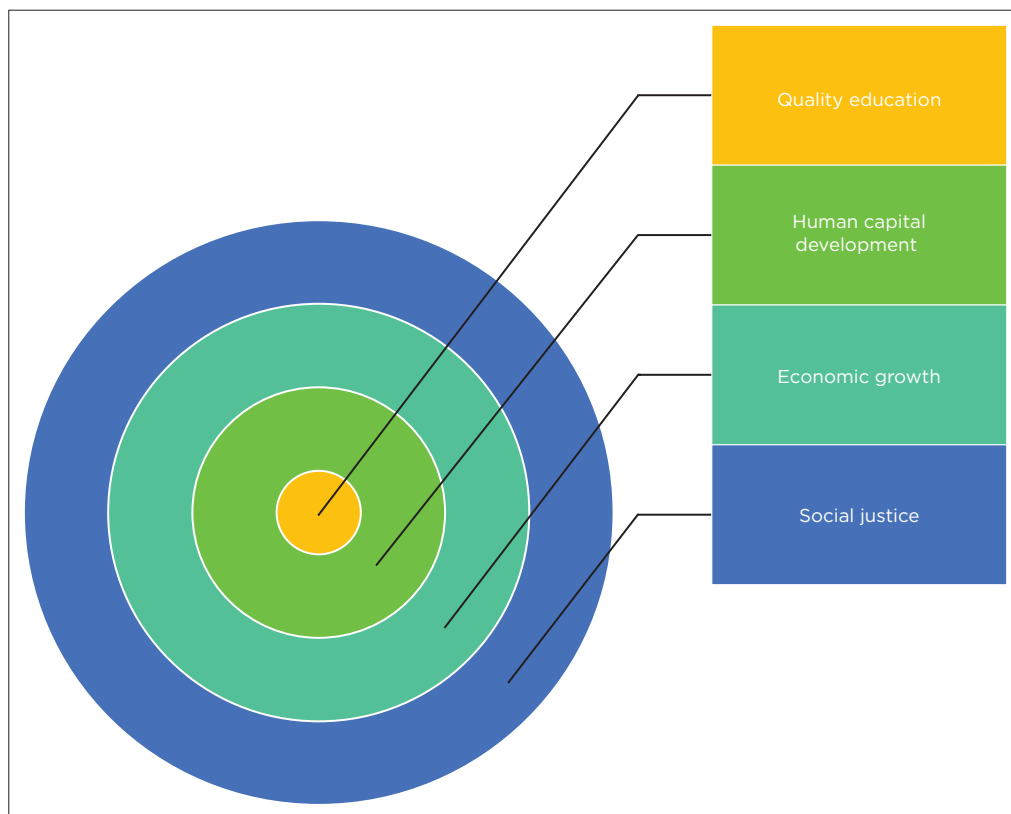 Quality education
Human capital
development
Economic growth
Social justice